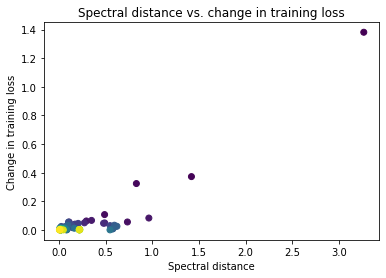 Spectral distance vs. change in training loss
Change in training loss
1.4
1.2
1.0
0.8
0.6
0.4
0.2
0.0
0.0 0.5 1.0 1.5 2.0 2.5 3.0
Spectral distance